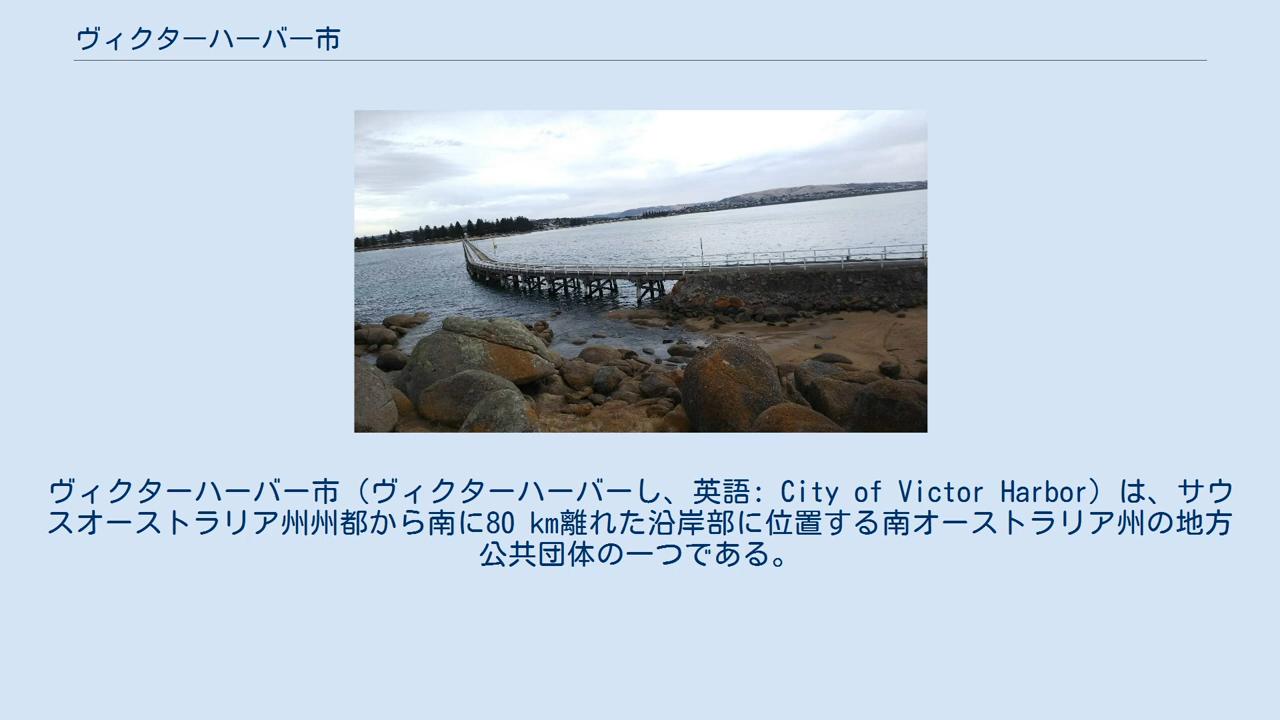 ヴィクターハーバー市
ヴィクターハーバー市（ヴィクターハーバーし、英語: City of Victor Harbor）は、サウ
スオーストラリア州州都から南に80 km離れた沿岸部に位置する南オーストラリア州の地方
公共団体の一つである。